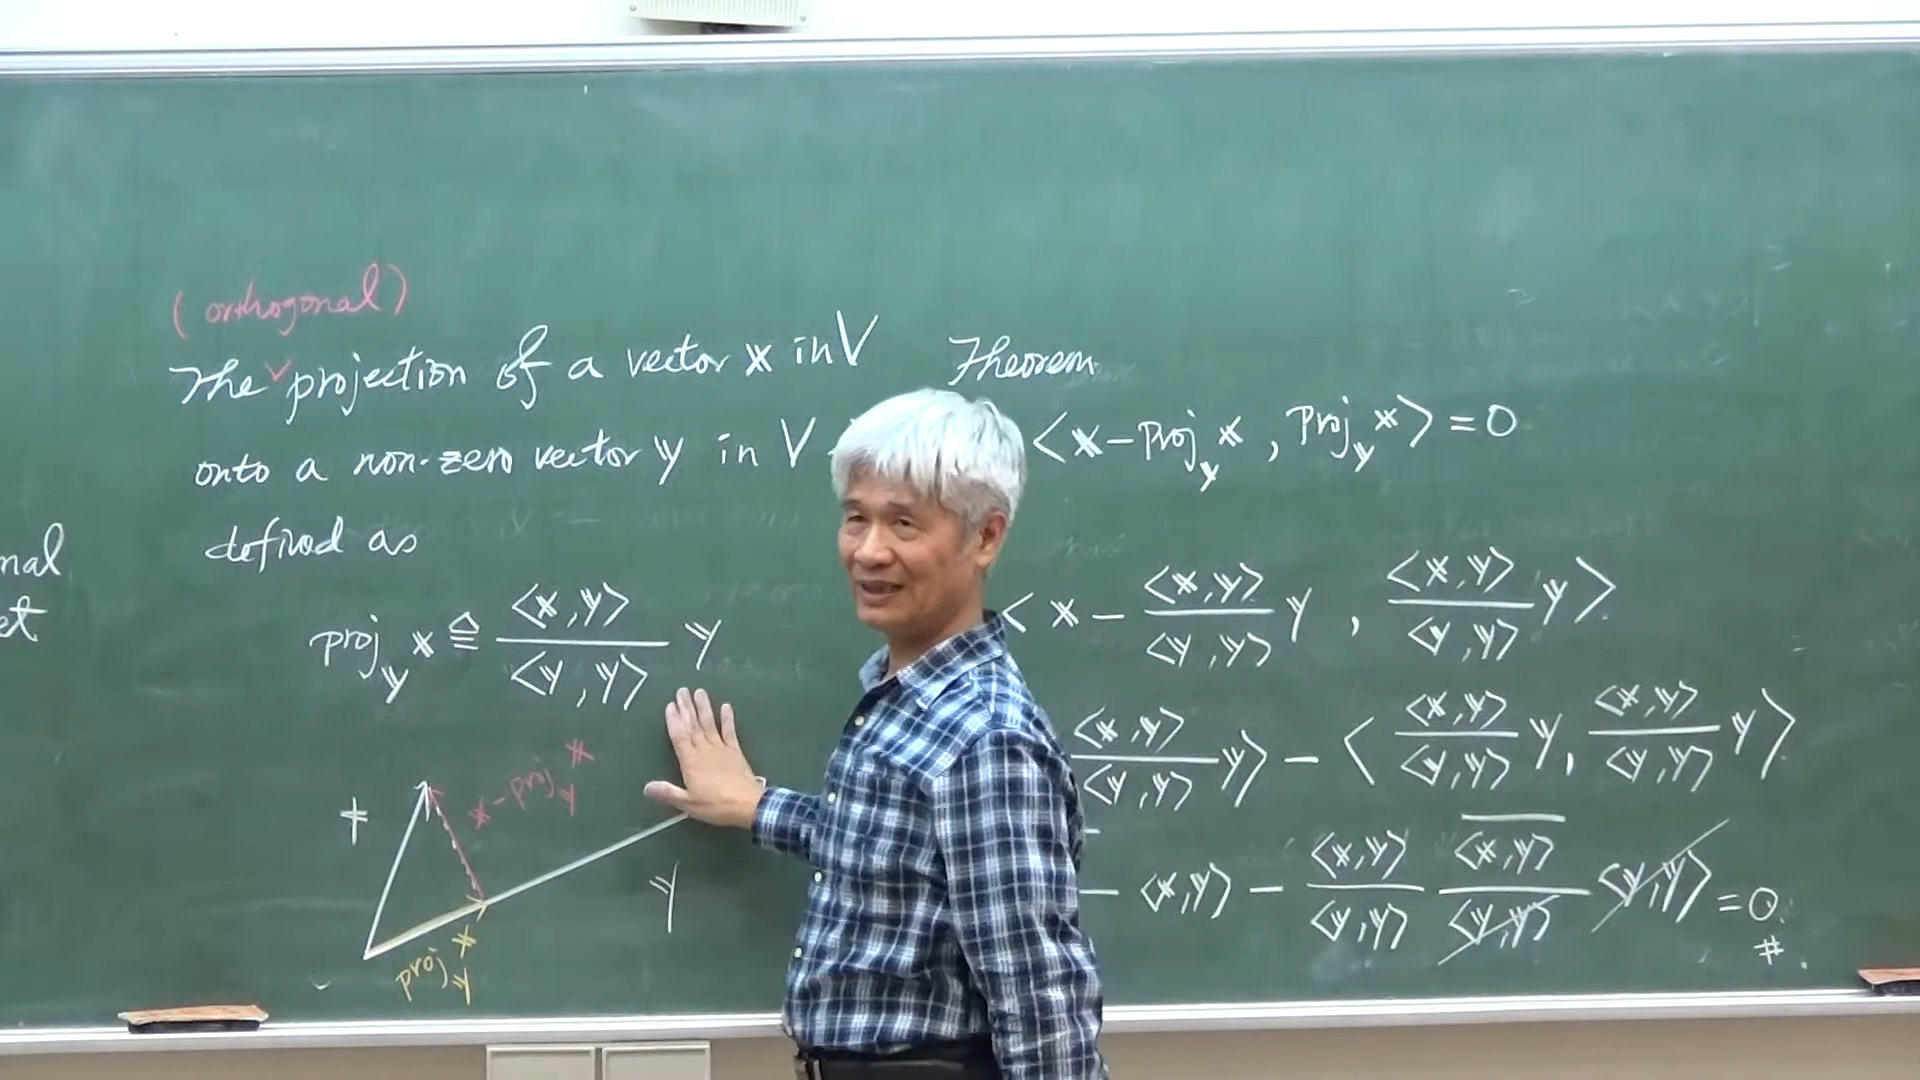 nal
et
(orthogonal)
The ✓ projection of a vector x in V
onto a non-zero vector y in V
defined as
proj_y x ≙ <x,y> / <y,y> y
x
x-proj_y x
y
proj_y x
Theorem
<x-proj_y x, proj_y x> = 0
<x - <x,y>/<y,y> y, <x,y>/<y,y> y>
<x,y>/<y,y> y> - <<x,y>/<y,y> y, <x,y>/<y,y> y>
- <x,y> - <x,y>/<y,y> \overline{<x,y>}/<y,y> <y,y> = 0.
#